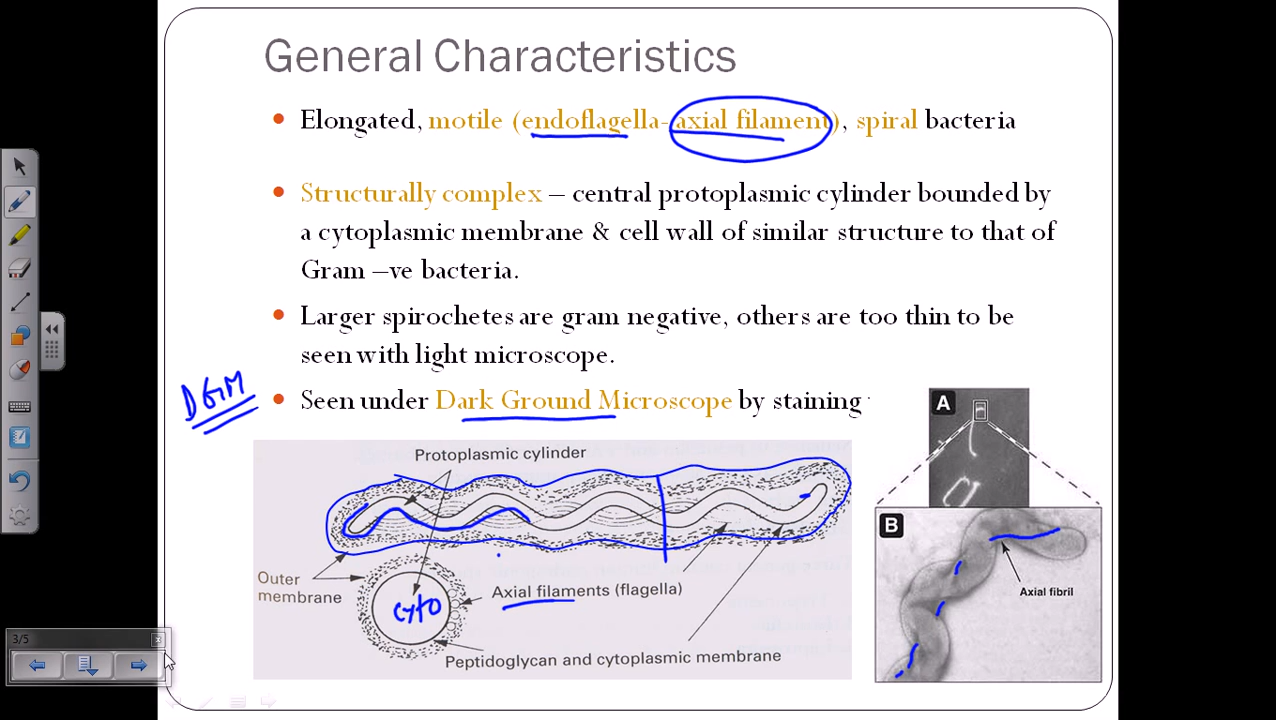 General Characteristics
• Elongated, motile (endoflagella- axial filament), spiral bacteria
• Structurally complex – central protoplasmic cylinder bounded by
a cytoplasmic membrane & cell wall of similar structure to that of
Gram –ve bacteria.
• Larger spirochetes are gram negative, others are too thin to be
seen with light microscope.
DGM
• Seen under Dark Ground Microscope by staining
A
Protoplasmic cylinder
B
Outer
membrane
Axial filaments (flagella)
Axial fibril
cyto
3/5
x
Peptidoglycan and cytoplasmic membrane